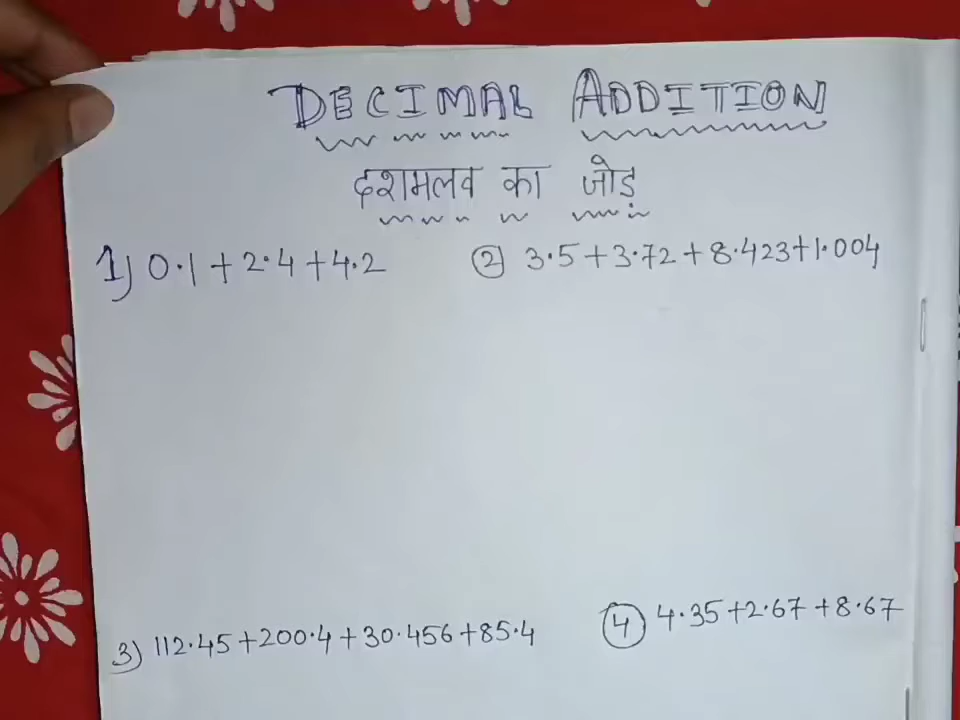 DECIMAL ADDITION
दशमलव का जोड़
1) 0.1+2.4+4.2
② 3.5+3.72+8.423+1.004
3) 112.45+200.4+30.456+85.4
④ 4.35+2.67+8.67